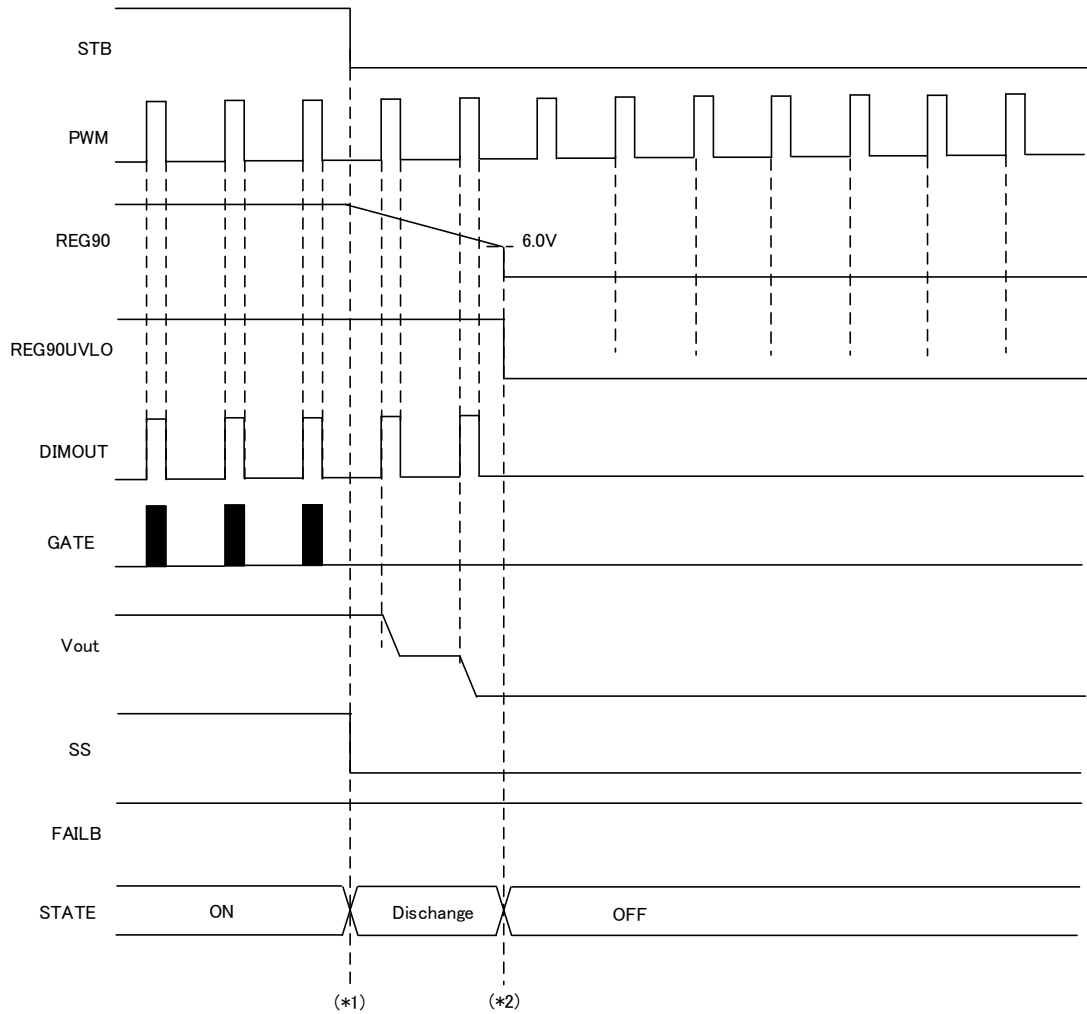 STB
PWM
REG90
6.0V
REG90UVLO
DIMOUT
GATE
Vout
SS
FAILB
STATE
ON
Dischange
OFF
(*1)
(*2)